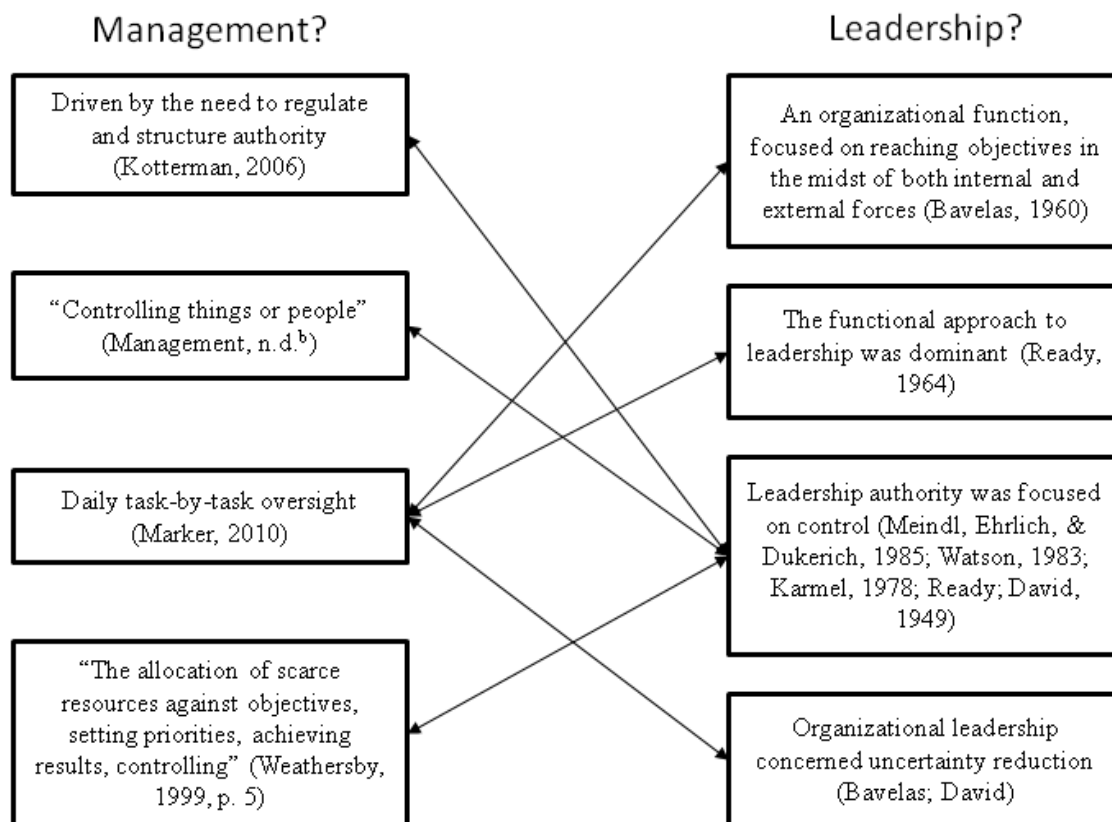 Management?
Driven by the need to regulate
and structure authority
(Kotterman, 2006)
“Controlling things or people”
(Management, n.d.ᵇ)
Daily task-by-task oversight
(Marker, 2010)
“The allocation of scarce
resources against objectives,
setting priorities, achieving
results, controlling” (Weathersby,
1999, p. 5)
Leadership?
An organizational function,
focused on reaching objectives in
the midst of both internal and
external forces (Bavelas, 1960)
The functional approach to
leadership was dominant (Ready,
1964)
Leadership authority was focused
on control (Meindl, Ehrlich, &
Dukerich, 1985; Watson, 1983;
Karmel, 1978; Ready; David,
1949)
Organizational leadership
concerned uncertainty reduction
(Bavelas; David)